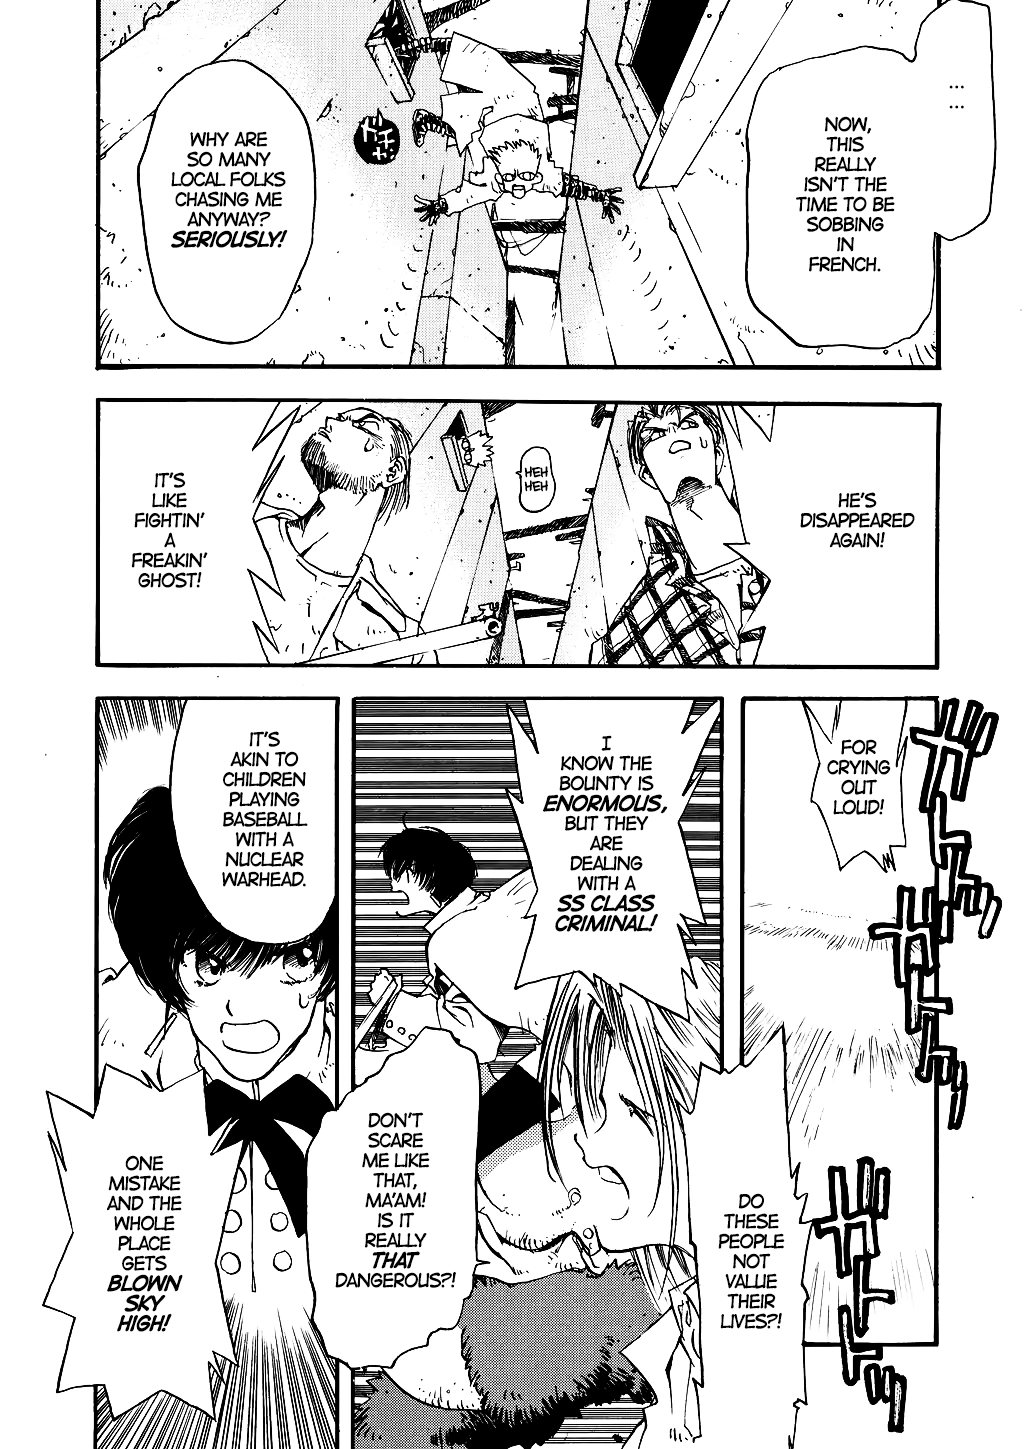 ...
...
NOW,
THIS
REALLY
ISN'T THE
TIME TO BE
SOBBING
IN
FRENCH.
WHY ARE
SO MANY
LOCAL FOLKS
CHASING ME
ANYWAY?
SERIOUSLY!
HE'S
DISAPPEARED
AGAIN!
HEH
HEH
IT'S
LIKE
FIGHTIN'
A
FREAKIN'
GHOST!
FOR
CRYING
OUT
LOUD!
DO
THESE
PEOPLE
NOT
VALUE
THEIR
LIVES?!
I
KNOW THE
BOUNTY IS
ENORMOUS,
BUT THEY
ARE
DEALING
WITH A
SS CLASS
CRIMINAL!
DON'T
SCARE
ME LIKE
THAT,
MA'AM!
IS IT
REALLY
THAT
DANGEROUS?!
IT'S
AKIN TO
CHILDREN
PLAYING
BASEBALL
WITH A
NUCLEAR
WARHEAD.
ONE
MISTAKE
AND THE
WHOLE
PLACE
GETS
BLOWN
SKY
HIGH!